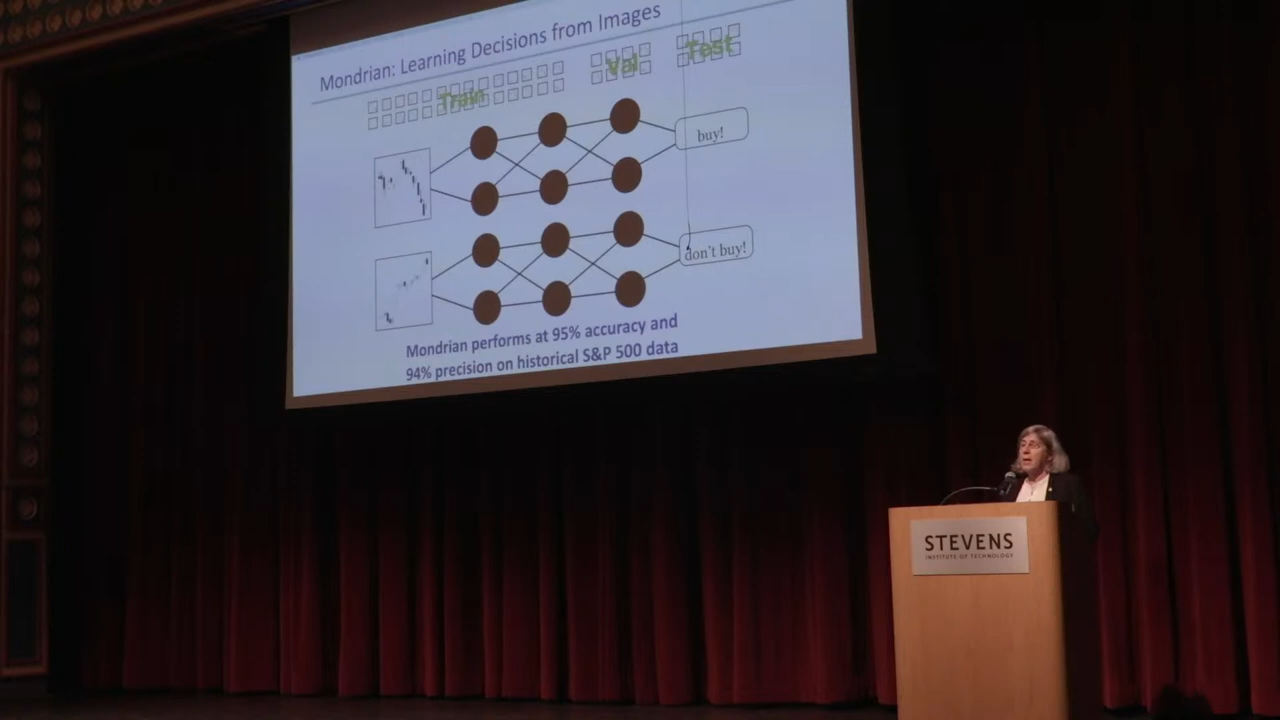 Mondrian: Learning Decisions from Images
Train
Val
Test
buy!
don't buy!
Mondrian performs at 95% accuracy and
94% precision on historical S&P 500 data
STEVENS
INSTITUTE OF TECHNOLOGY